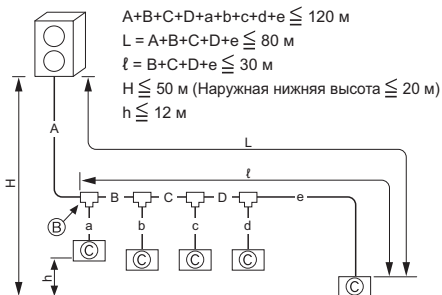 A+B+C+D+a+b+c+d+e ≦ 120 м
L = A+B+C+D+e ≦ 80 м
ℓ = B+C+D+e ≦ 30 м
H ≦ 50 м (Наружная нижняя высота ≦ 20 м)
h ≦ 12 м
A
L
H
ℓ
B C D e
Ⓑ a b c d
Ⓒ Ⓒ Ⓒ Ⓒ
h
Ⓒ